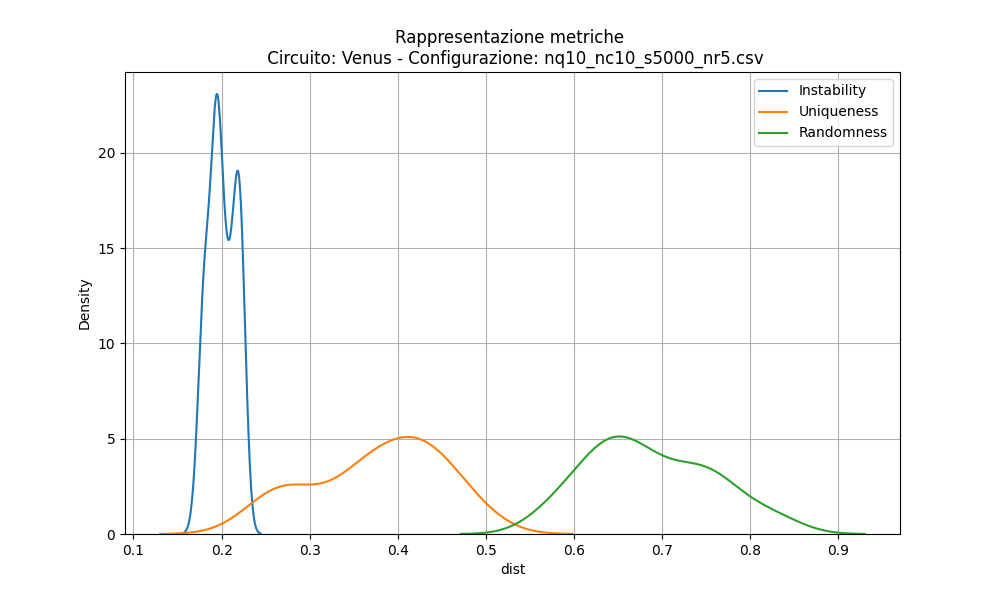 Rappresentazione metriche
Circuito: Venus - Configurazione: nq10_nc10_s5000_nr5.csv
Instability
Uniqueness
Randomness
20
15
10
5
0
Density
0.1 0.2 0.3 0.4 0.5 0.6 0.7 0.8 0.9
dist